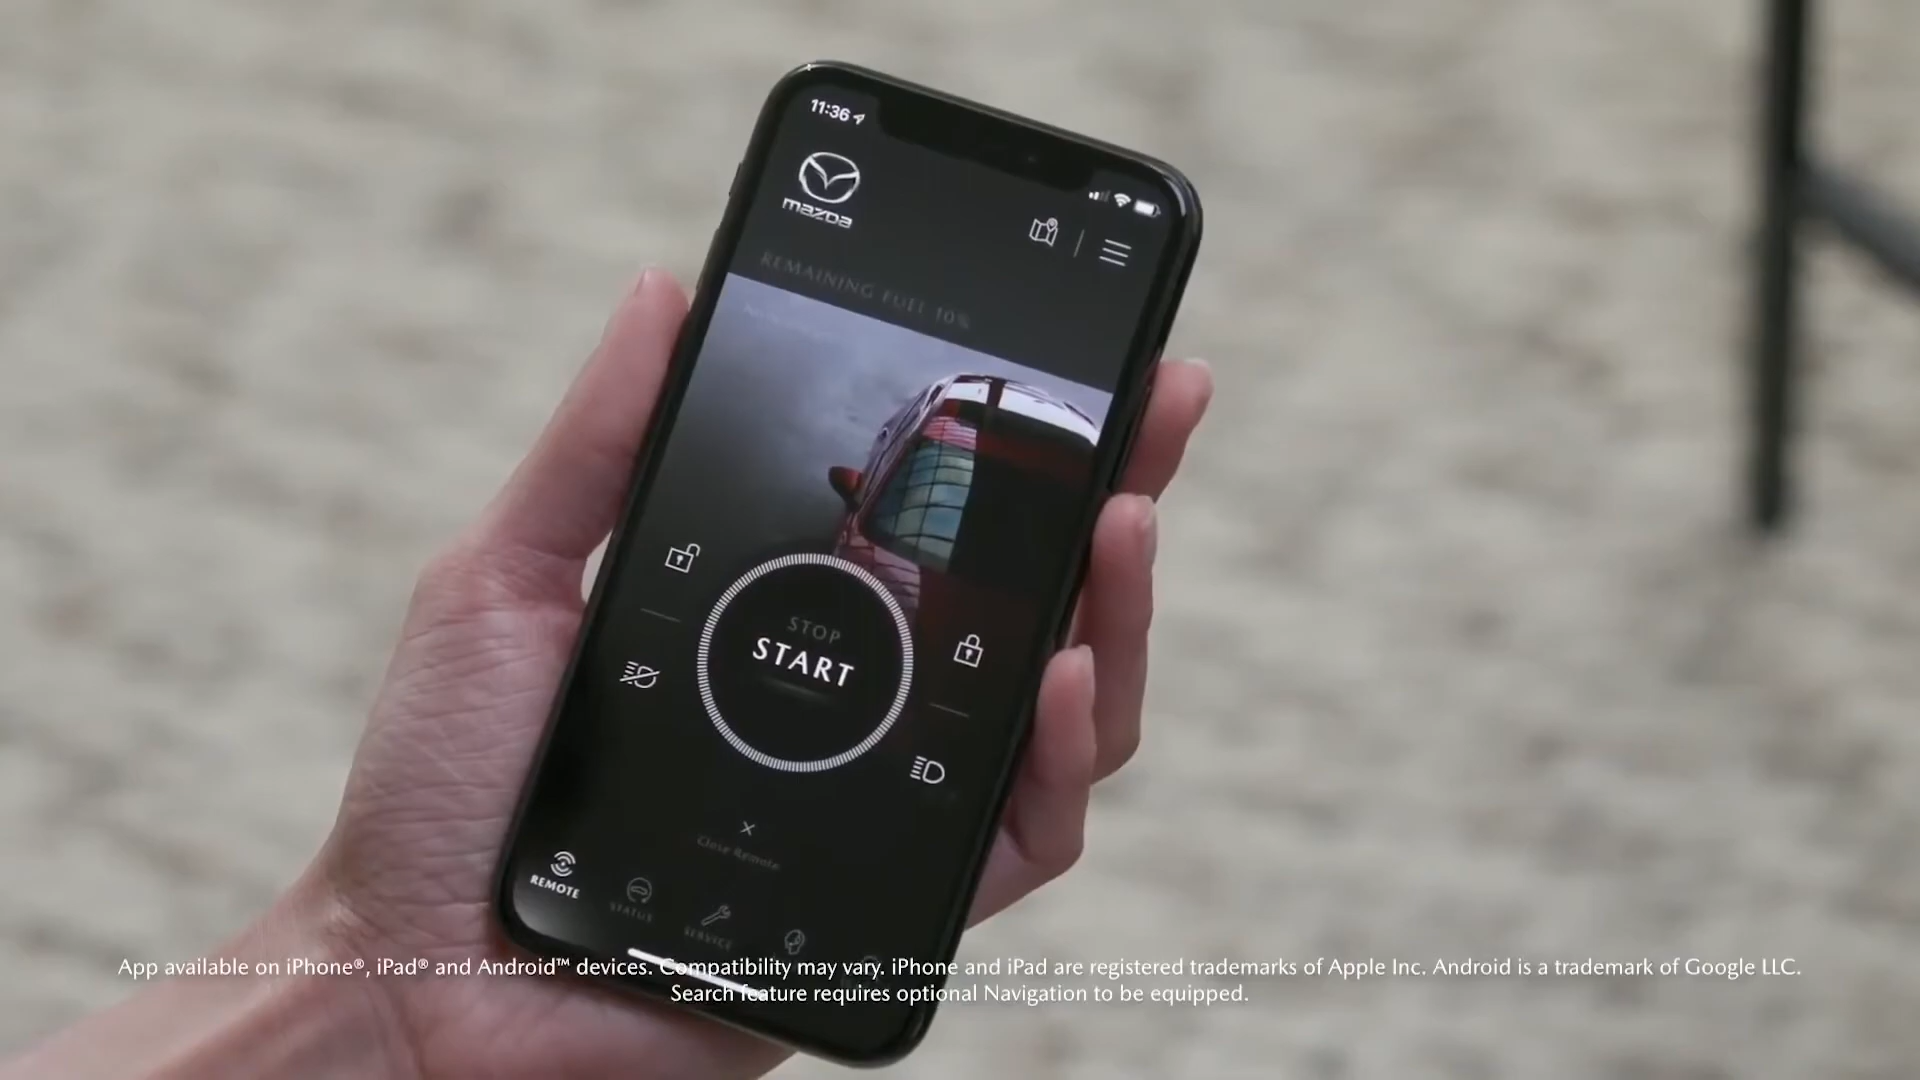 11:36
mazda
REMAINING FUEL 10%
STOP
START
Close Remote
REMOTE
STATUS
SERVICE
App available on iPhone®, iPad® and Android™ devices. Compatibility may vary. iPhone and iPad are registered trademarks of Apple Inc. Android is a trademark of Google LLC.
Search feature requires optional Navigation to be equipped.